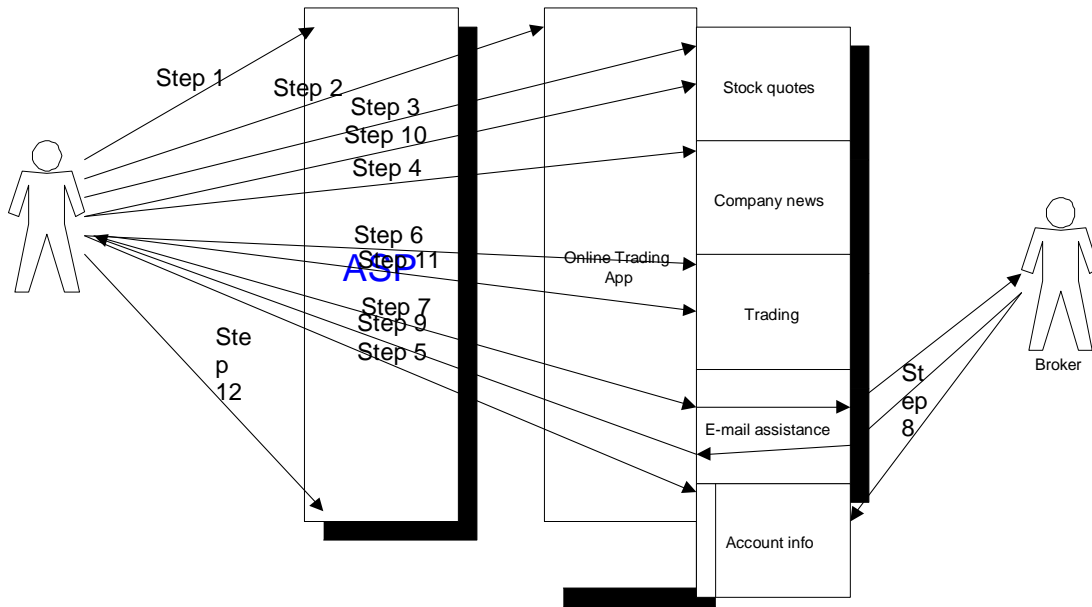 Step 1
Step 2
Step 3
Stock quotes
Step 10
Step 4
Company news
Step 6
Step 11
ASP
Online Trading
App
Step 7
Trading
Step 9
Step 5
Ste
p
12
Broker
St
ep
8
E-mail assistance
Account info